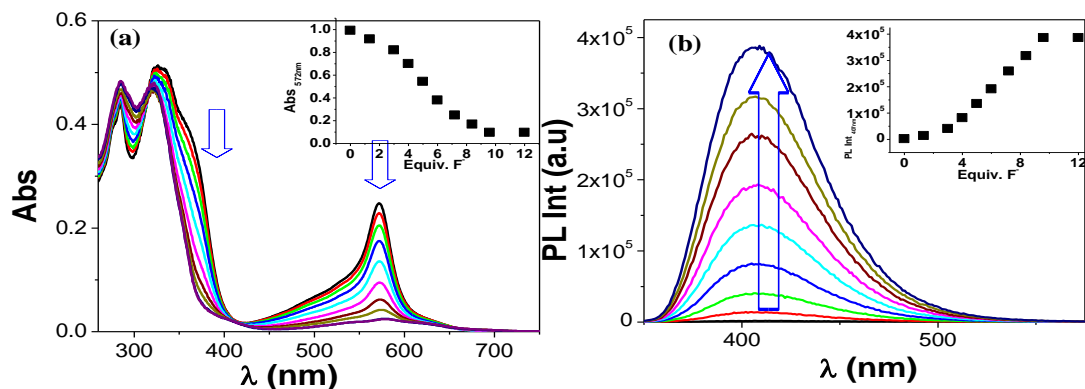 (a)
0.6
0.4
0.2
0.0
Abs
300 400 500 600 700
λ (nm)
1.0
0.8
0.6
0.4
0.2
0.0
Abs 572nm
0 2 4 6 8 10 12
Equiv. F
(b)
4x10⁵
3x10⁵
2x10⁵
1x10⁵
0
PL Int (a.u)
400 500
λ (nm)
4x10⁵
3x10⁵
2x10⁵
1x10⁵
0
PL Int
0 4 8 12
Equiv. F⁻